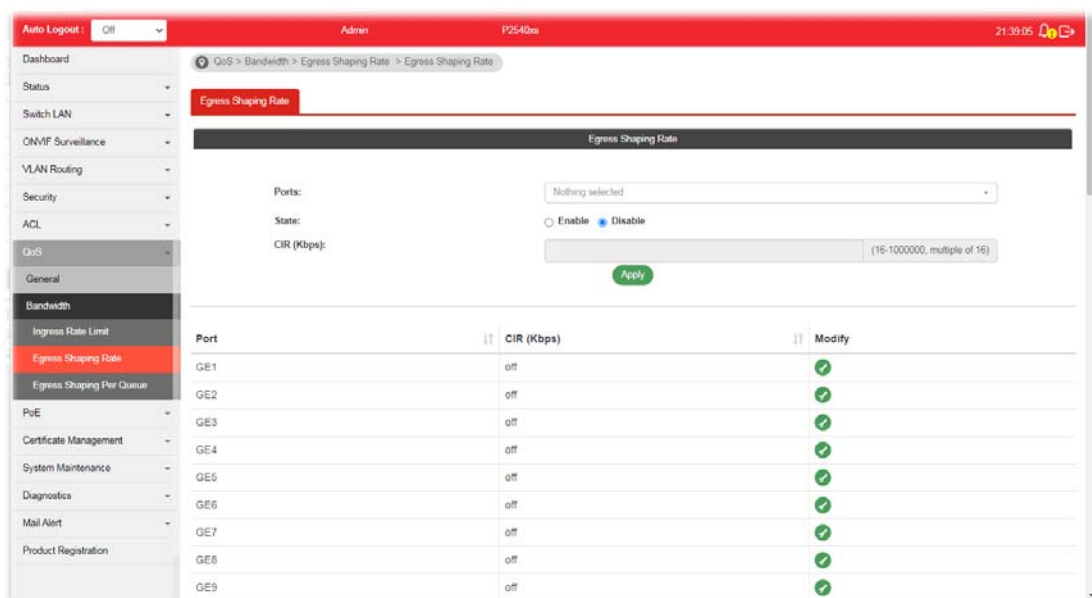 Auto Logout : Off Admin P2540xs 21:39:05
Dashboard
Status
Switch LAN
ONVIF Surveillance
VLAN Routing
Security
ACL
QoS
General
Bandwidth
Ingress Rate Limit
Egress Shaping Rate
Egress Shaping Per Queue
PoE
Certificate Management
System Maintenance
Diagnostics
Mail Alert
Product Registration
QoS > Bandwidth > Egress Shaping Rate > Egress Shaping Rate
Egress Shaping Rate
Egress Shaping Rate
Ports: Nothing selected
State: Enable Disable
CIR (Kbps): (16-1000000, multiple of 16)
Apply
Port CIR (Kbps) Modify
GE1 off
GE2 off
GE3 off
GE4 off
GE5 off
GE6 off
GE7 off
GE8 off
GE9 off